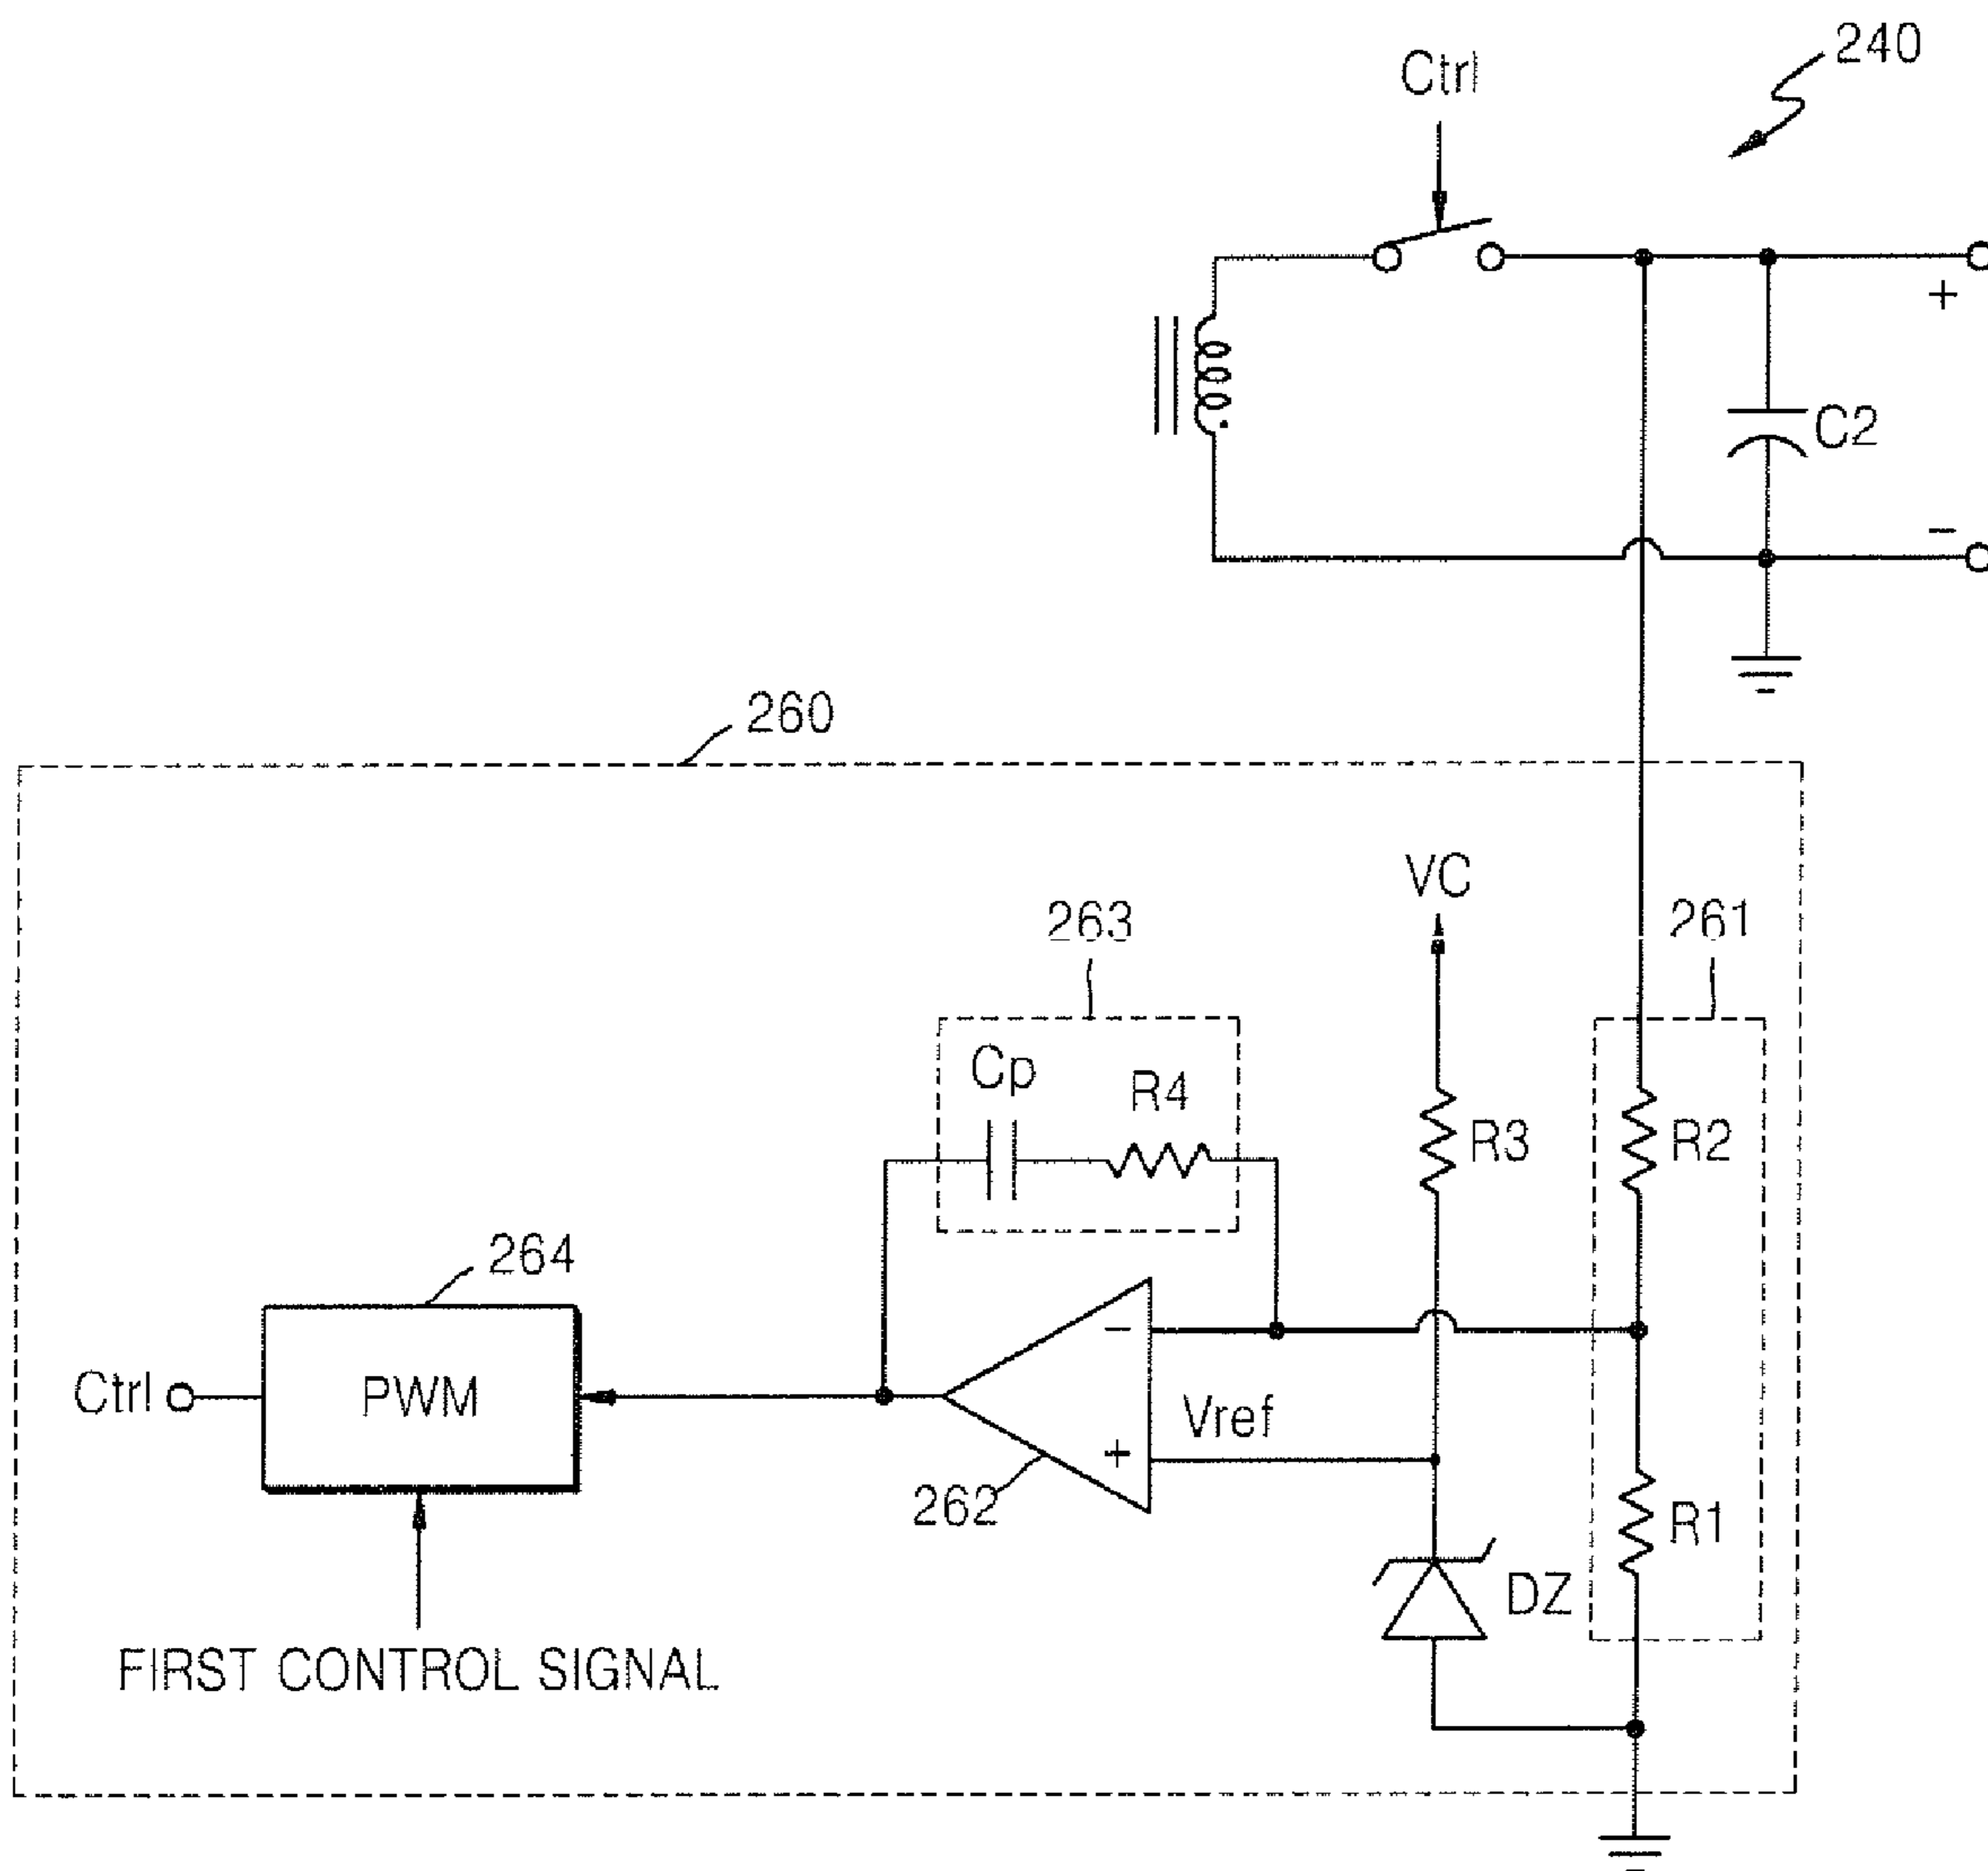 240
Ctrl
+
C2
−
260
VC
263
261
Cp
R4
R3
R2
264
−
Ctrl
PWM
Vref
+
262
R1
DZ
FIRST CONTROL SIGNAL